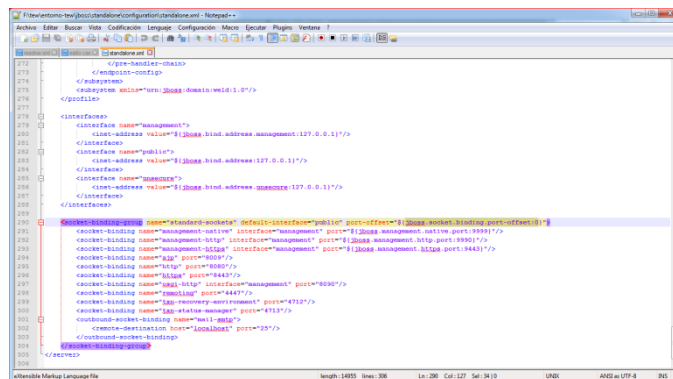 F:\tew\entorno-tew\jboss\standalone\configuration\standalone.xml - Notepad++
Archivo Editar Buscar Vista Codificación Lenguaje Configuración Macro Ejecutar Plugins Ventana ?
standalone.xml
272 </pre-handler-chain>
273 </endpoint-config>
274 </subsystem>
275 <subsystem xmlns="urn:jboss:domain:weld:1.0"/>
276 </profile>
277
278 <interfaces>
279 <interface name="management">
280 <inet-address value="${jboss.bind.address.management:127.0.0.1}"/>
281 </interface>
282 <interface name="public">
283 <inet-address value="${jboss.bind.address:127.0.0.1}"/>
284 </interface>
285 <interface name="unsecure">
286 <inet-address value="${jboss.bind.address.unsecure:127.0.0.1}"/>
287 </interface>
288 </interfaces>
289
290 <socket-binding-group name="standard-sockets" default-interface="public" port-offset="${jboss.socket.binding.port-offset:0}">
291 <socket-binding name="management-native" interface="management" port="${jboss.management.native.port:9999}"/>
292 <socket-binding name="management-http" interface="management" port="${jboss.management.http.port:9990}"/>
293 <socket-binding name="management-https" interface="management" port="${jboss.management.https.port:9443}"/>
294 <socket-binding name="ajp" port="8009"/>
295 <socket-binding name="http" port="8080"/>
296 <socket-binding name="https" port="8443"/>
297 <socket-binding name="osgi-http" interface="management" port="8090"/>
298 <socket-binding name="remoting" port="4447"/>
299 <socket-binding name="txn-recovery-environment" port="4712"/>
300 <socket-binding name="txn-status-manager" port="4713"/>
301 <outbound-socket-binding name="mail-smtp">
302 <remote-destination host="localhost" port="25"/>
303 </outbound-socket-binding>
304 </socket-binding-group>
305 </server>
306
eXtensible Markup Language file length : 14955 lines : 306 Ln : 290 Col : 127 Sel : 34 | 0 UNIX ANSI as UTF-8 INS